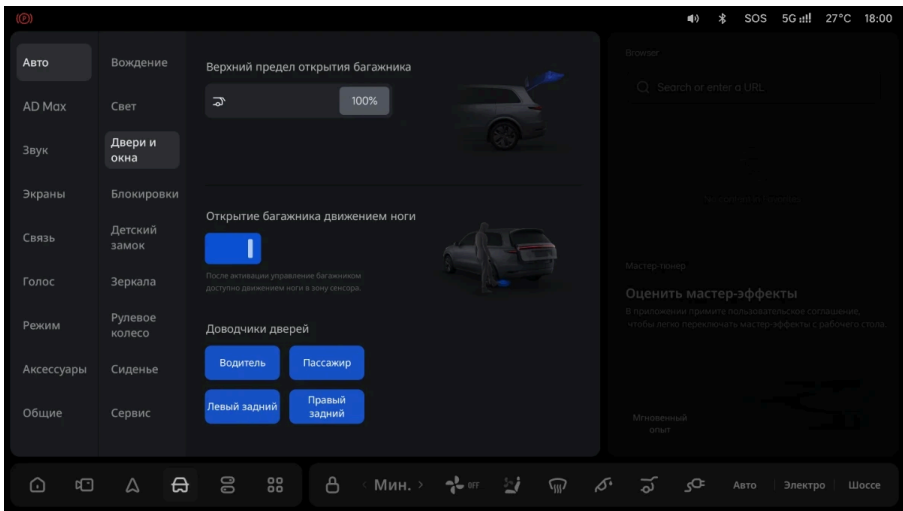 (P)
SOS 5G 27°C 18:00
Авто
AD Max
Звук
Экраны
Связь
Голос
Режим
Аксессуары
Общие
Вождение
Свет
Двери и
окна
Блокировки
Детский
замок
Зеркала
Рулевое
колесо
Сиденье
Сервис
Верхний предел открытия багажника
100%
Открытие багажника движением ноги
После активации управление багажником
доступно движением ноги в зону сенсора.
Доводчики дверей
Водитель Пассажир
Левый задний Правый
задний
Browser
Search or enter a URL
Мастер-тюнер
Оценить мастер-эффекты
В приложении примите пользовательское соглашение,
чтобы легко переключать мастер-эффекты с рабочего стола.
Мгновенный
опыт
‹ Мин. › OFF Авто Электро Шоссе